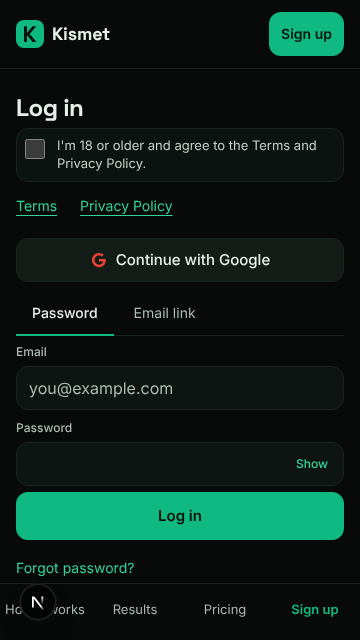 K Kismet
Sign up
Log in
I'm 18 or older and agree to the Terms and
Privacy Policy.
Terms Privacy Policy
G Continue with Google
Password Email link
Email
you@example.com
Password
Show
Log in
Forgot password?
Ho N works Results Pricing Sign up